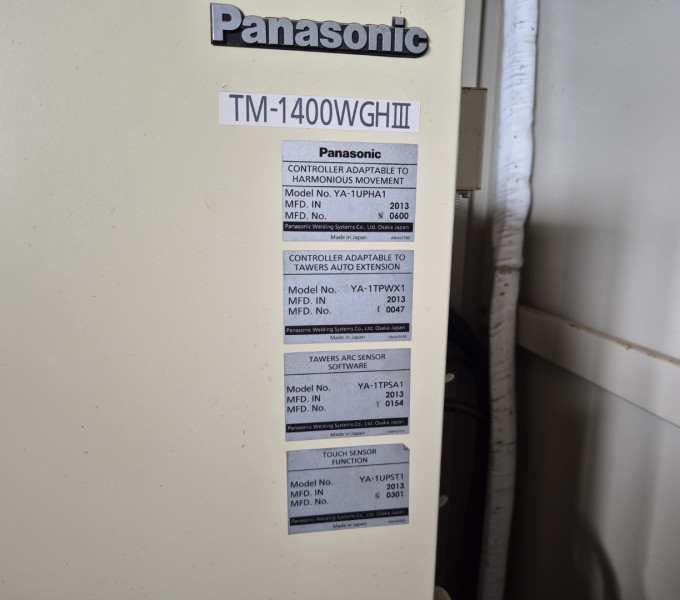 Panasonic
TM-1400WGHⅢ
Panasonic
CONTROLLER ADAPTABLE TO
HARMONIOUS MOVEMENT
Model No. YA-1UPHA1
MFD. IN 2013
MFD. No. 0600
Panasonic Welding Systems Co., Ltd. Osaka Japan
Made in Japan
CONTROLLER ADAPTABLE TO
TAWERS AUTO EXTENSION
Model No. YA-1TPWX1
MFD. IN 2013
MFD. No. 0047
Panasonic Welding Systems Co., Ltd. Osaka Japan
Made in Japan
TAWERS ARC SENSOR
SOFTWARE
Model No. YA-1TPSA1
MFD. IN 2013
MFD. No. 0154
Panasonic Welding Systems Co., Ltd. Osaka Japan
Made in Japan
TOUCH SENSOR
FUNCTION
Model No. YA-1UPST1
MFD. IN 2013
MFD. No. 0301
Panasonic Welding Systems Co., Ltd. Osaka Japan
Made in Japan